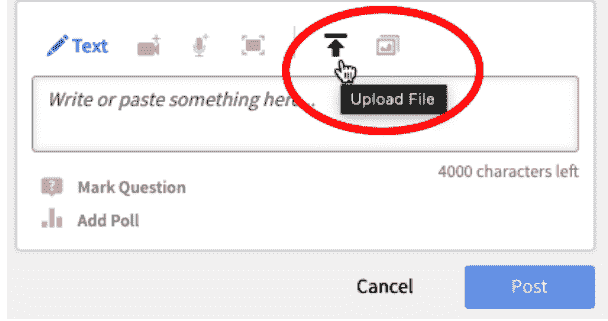 Text
Write or paste something here...
Upload File
4000 characters left
Mark Question
Add Poll
Cancel
Post